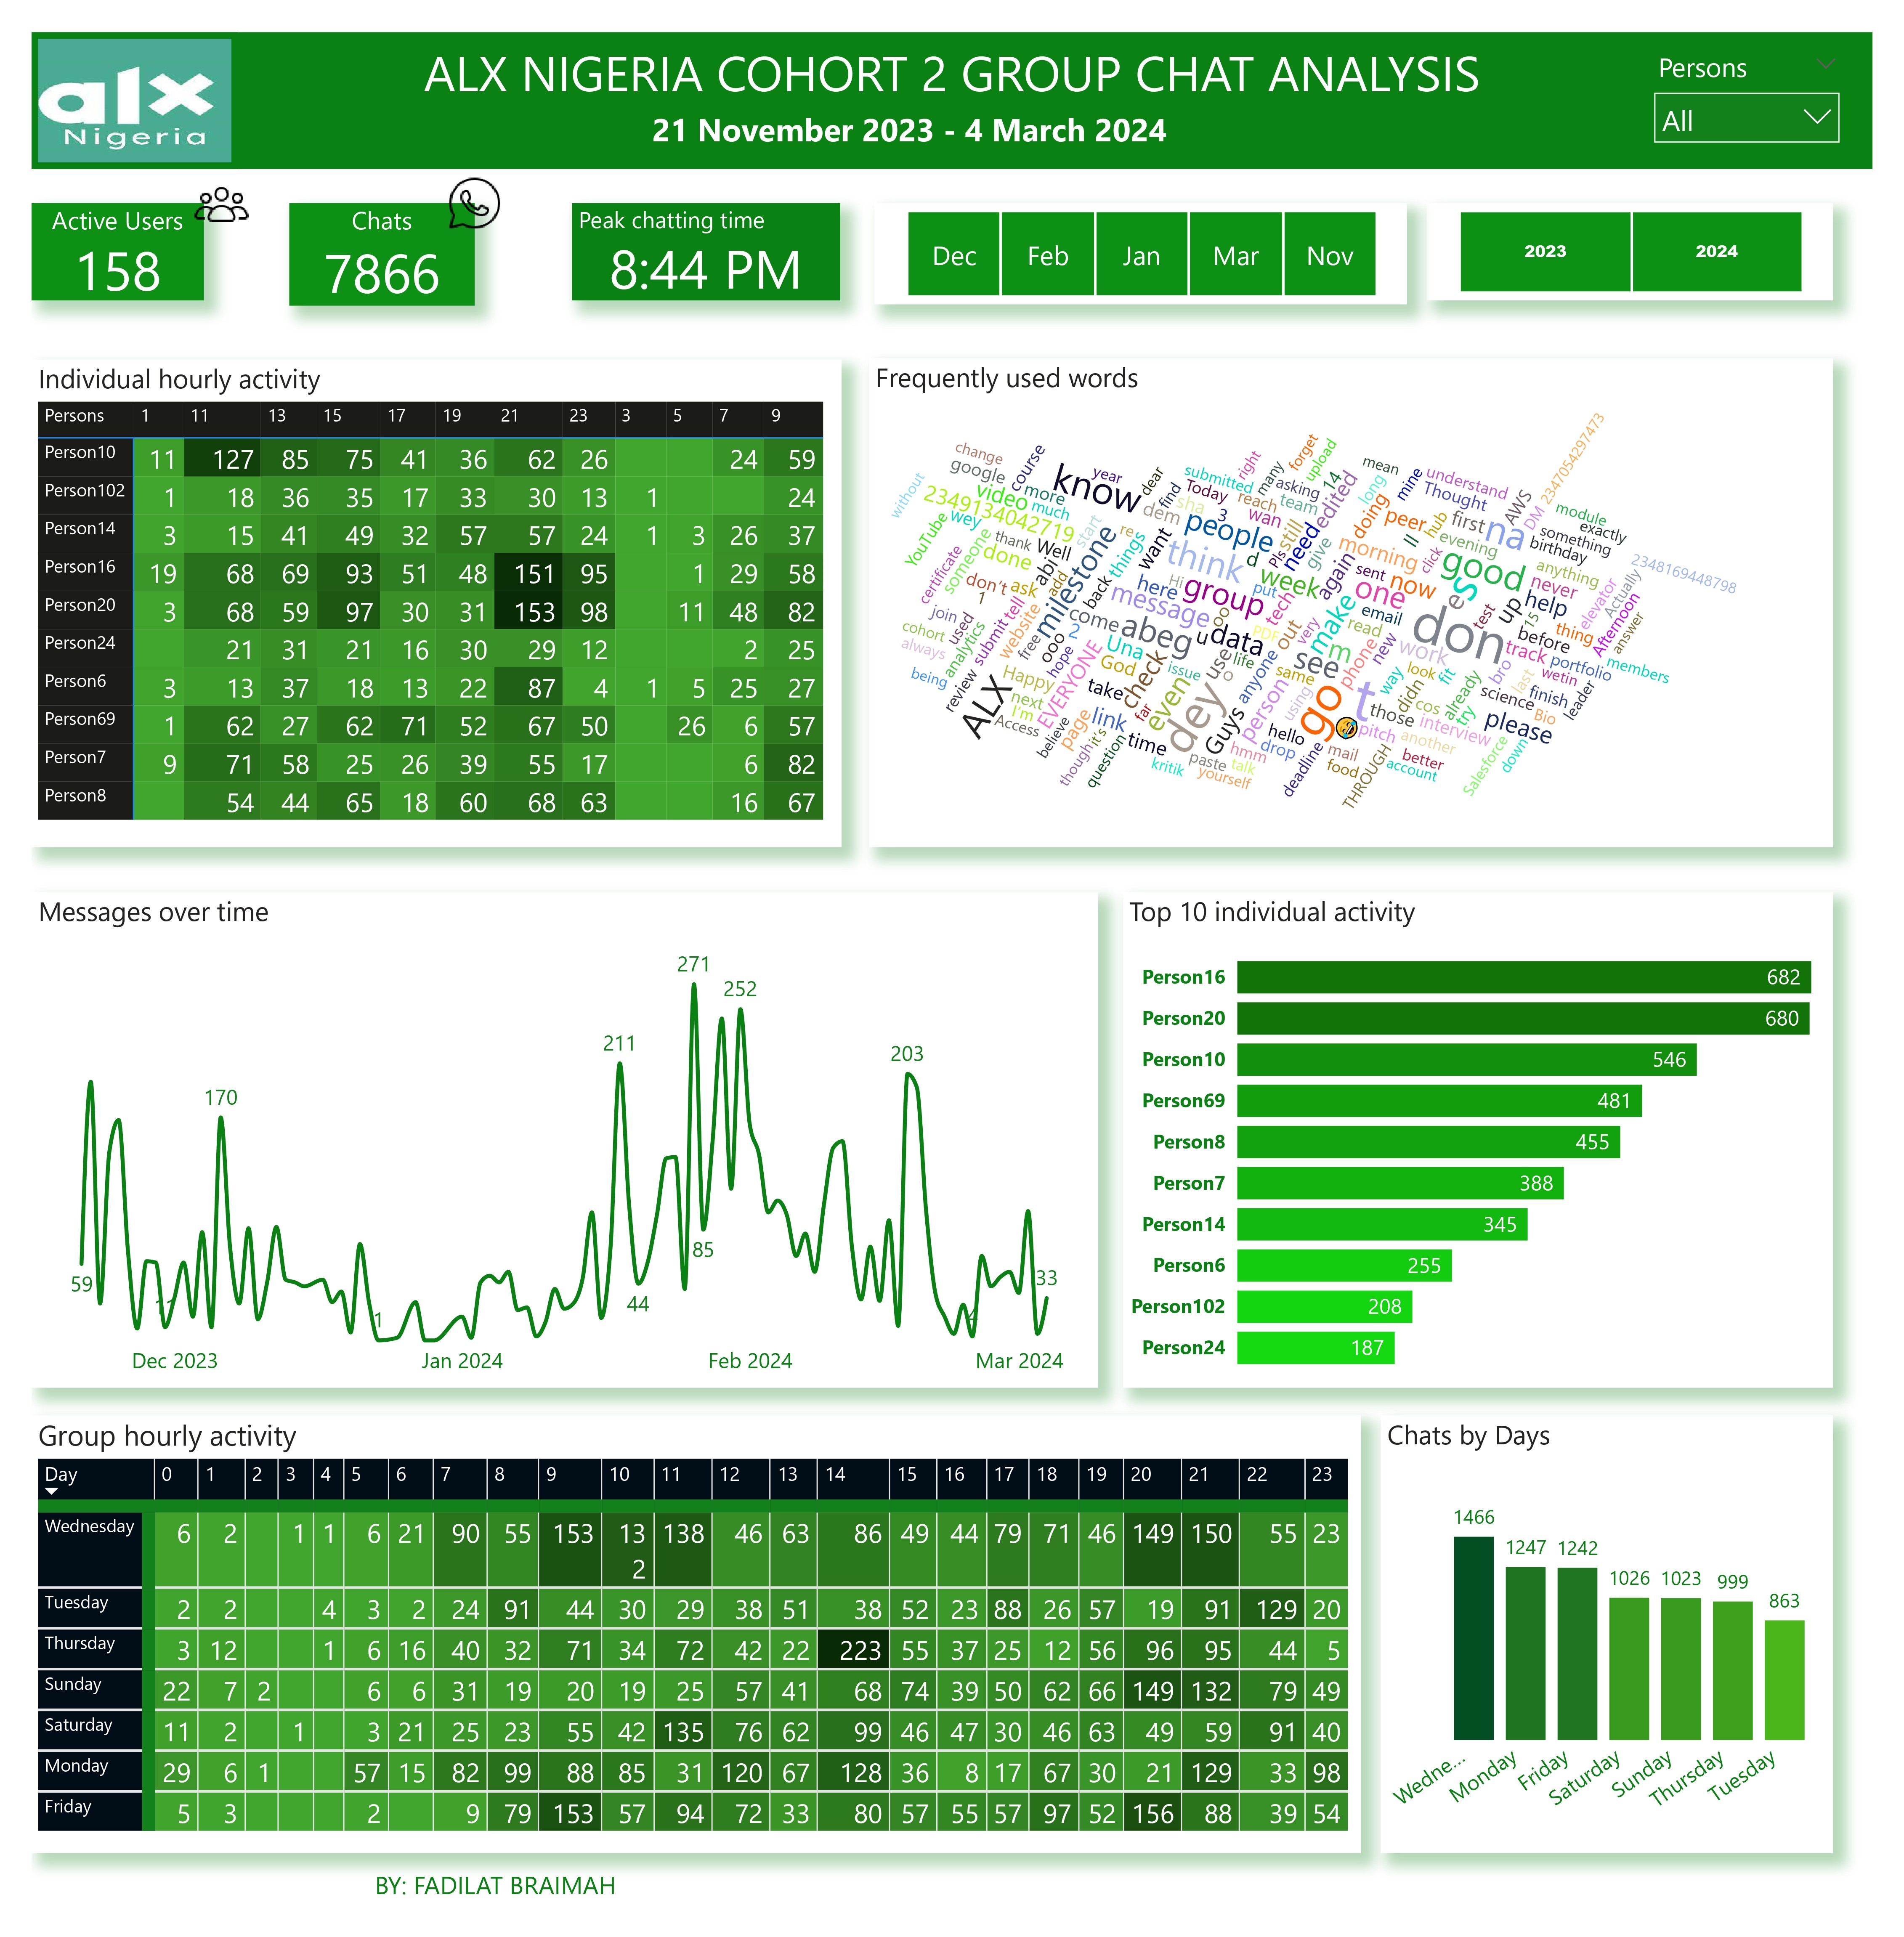 alx
Nigeria
ALX NIGERIA COHORT 2 GROUP CHAT ANALYSIS
21 November 2023 - 4 March 2024
Persons
All
Active Users
158
Chats
7866
Peak chatting time
8:44 PM
Dec Feb Jan Mar Nov
2023 2024
Individual hourly activity
Persons 1 11 13 15 17 19 21 23 3 5 7 9
Person10 11 127 85 75 41 36 62 26 24 59
Person102 1 18 36 35 17 33 30 13 1 24
Person14 3 15 41 49 32 57 57 24 1 3 26 37
Person16 19 68 69 93 51 48 151 95 1 29 58
Person20 3 68 59 97 30 31 153 98 11 48 82
Person24 21 31 21 16 30 29 12 2 25
Person6 3 13 37 18 13 22 87 4 1 5 25 27
Person69 1 62 27 62 71 52 67 50 26 6 57
Person7 9 71 58 25 26 39 55 17 6 82
Person8 54 44 65 18 60 68 63 16 67
Frequently used words
change
google
course
without
YouTube
2349134042719
video
more
much
wey
know
year
dear
find
dem
sha
submitted
Today
right
reach
many
asking
team
forget
upload
14
edited
mean
long
mine
understand
Thought
doing
peer
hub
first
na
AWS
DM
2347054297473
module
exactly
something
birthday
2348169448798
certificate
someone
thank
done
Well
able
start
re
things
want
people
3
wan
still
need
give
Pls
d
think
week
again
morning
ll
click
evening
good
s
anything
never
elevator
Actually
Afternoon
answer
don't
1
ask
add
milestone
back
here
Hi
message
group
put
tech
sent
now
one
email
make
e
test
up
15
help
thing
before
join
used
cohort
always
analytics
being
review
submit
tell
website
free
ooo
hope
2
come
abeg
u
oo
data
PDF
very
out
m
read
new
don
work
track
portfolio
members
wetin
ALX
Happy
next
I'm
Access
EVERYONE
Una
God
check
issue
use
o
life
anyone
same
see
phone
way
look
fit
didn
cos
already
try
bro
science
last
finish
Bio
leader
believe
page
take
link
far
even
dey
Guys
person
using
go
t
those
pitch
interview
another
please
though
it's
question
time
kritik
paste
yourself
hmm
talk
drop
hello
deadline
mail
food
THROUGH
account
better
Salesforce
down
Messages over time
271
252
211
203
170
85
59
44
33
11
1
4
Dec 2023 Jan 2024 Feb 2024 Mar 2024
Top 10 individual activity
Person16 682
Person20 680
Person10 546
Person69 481
Person8 455
Person7 388
Person14 345
Person6 255
Person102 208
Person24 187
Group hourly activity
Day 0 1 2 3 4 5 6 7 8 9 10 11 12 13 14 15 16 17 18 19 20 21 22 23
Wednesday 6 2 1 1 6 21 90 55 153 13 138 46 63 86 49 44 79 71 46 149 150 55 23
2
Tuesday 2 2 4 3 2 24 91 44 30 29 38 51 38 52 23 88 26 57 19 91 129 20
Thursday 3 12 1 6 16 40 32 71 34 72 42 22 223 55 37 25 12 56 96 95 44 5
Sunday 22 7 2 6 6 31 19 20 19 25 57 41 68 74 39 50 62 66 149 132 79 49
Saturday 11 2 1 3 21 25 23 55 42 135 76 62 99 46 47 30 46 63 49 59 91 40
Monday 29 6 1 57 15 82 99 88 85 31 120 67 128 36 8 17 67 30 21 129 33 98
Friday 5 3 2 9 79 153 57 94 72 33 80 57 55 57 97 52 156 88 39 54
Chats by Days
1466
1247
1242
1026
1023
999
863
Wedne...
Monday
Friday
Saturday
Sunday
Thursday
Tuesday
BY: FADILAT BRAIMAH